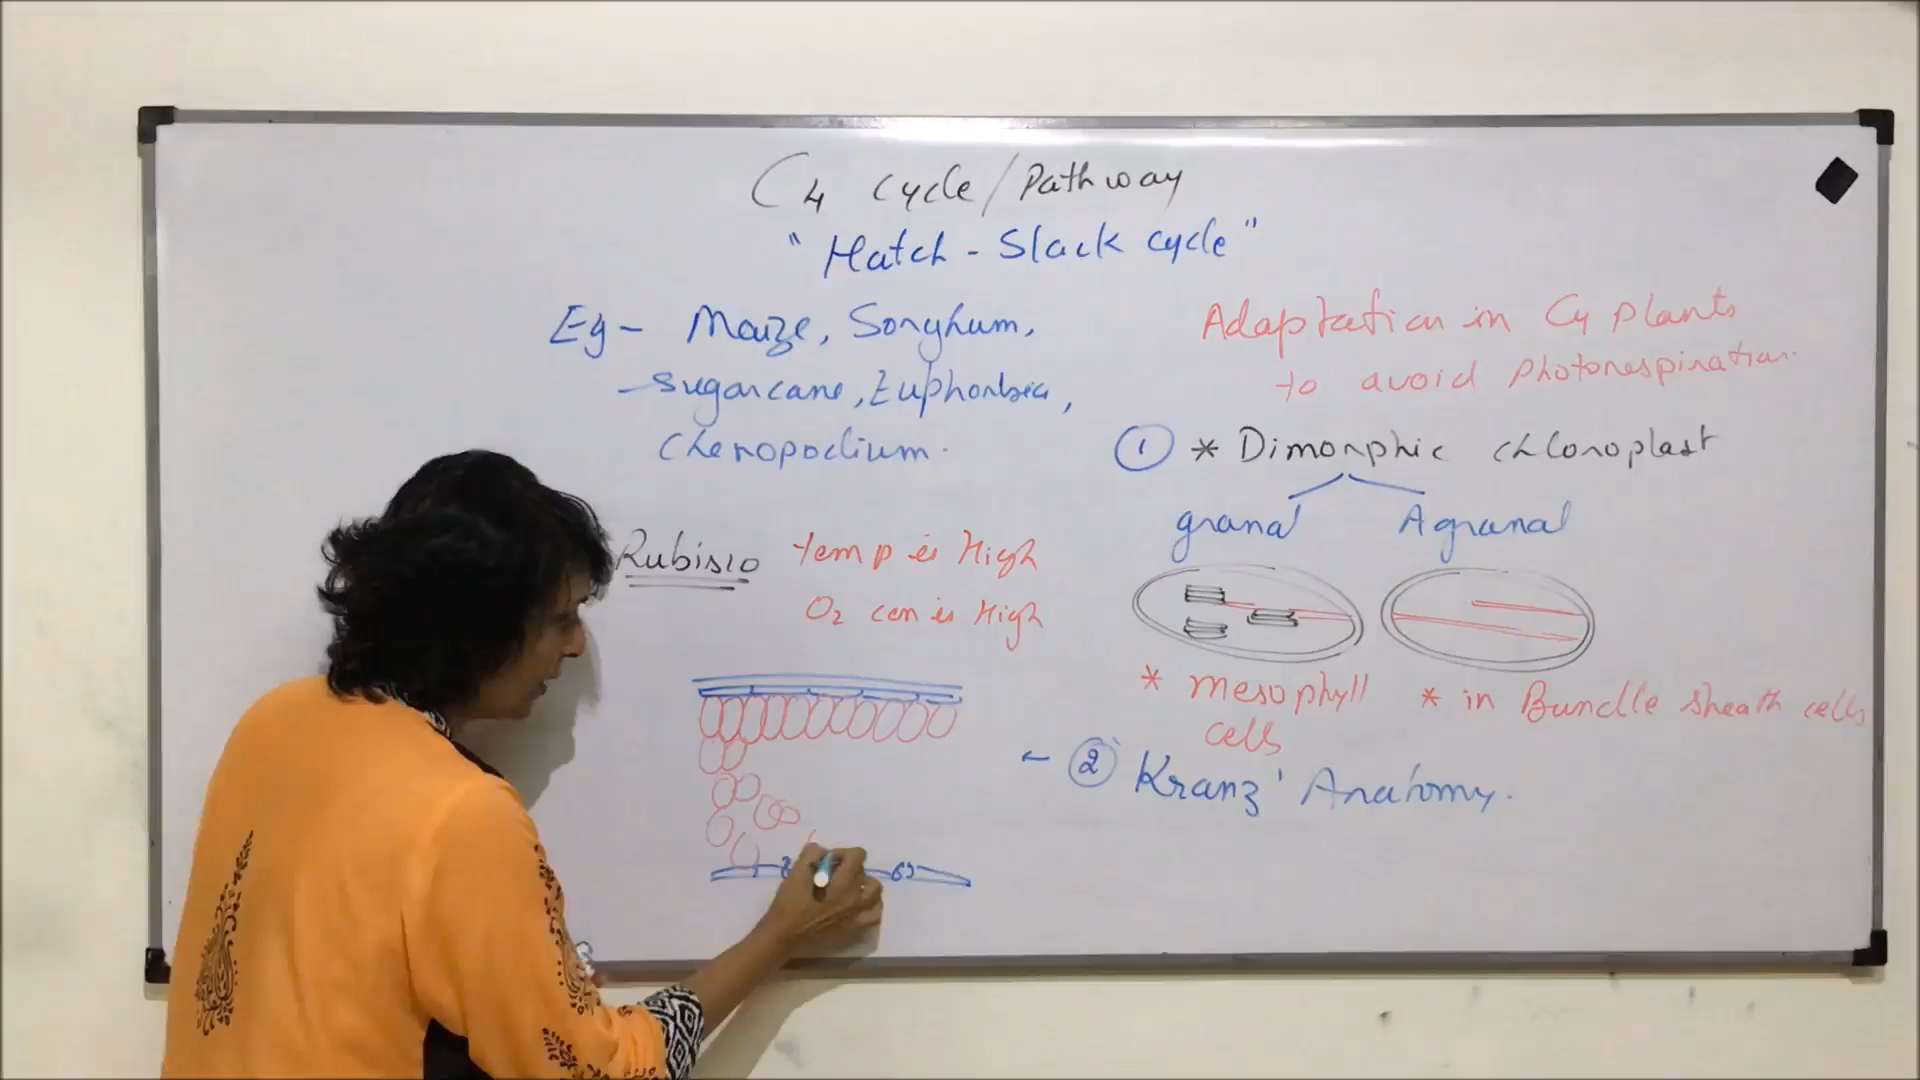 C4 cycle/Pathway
"Hatch - Slack cycle"
Eg - Maize, Sorghum,
- Sugarcane, Euphorbia,
Chenopodium.
Rubisco temp is High
O2 con is High
Adaptation in C4 Plants
to avoid Photorespiration.
① * Dimorphic chloroplast
granal Agranal
* mesophyll cells
* in Bundle sheath cells
② Kranz' Anatomy.